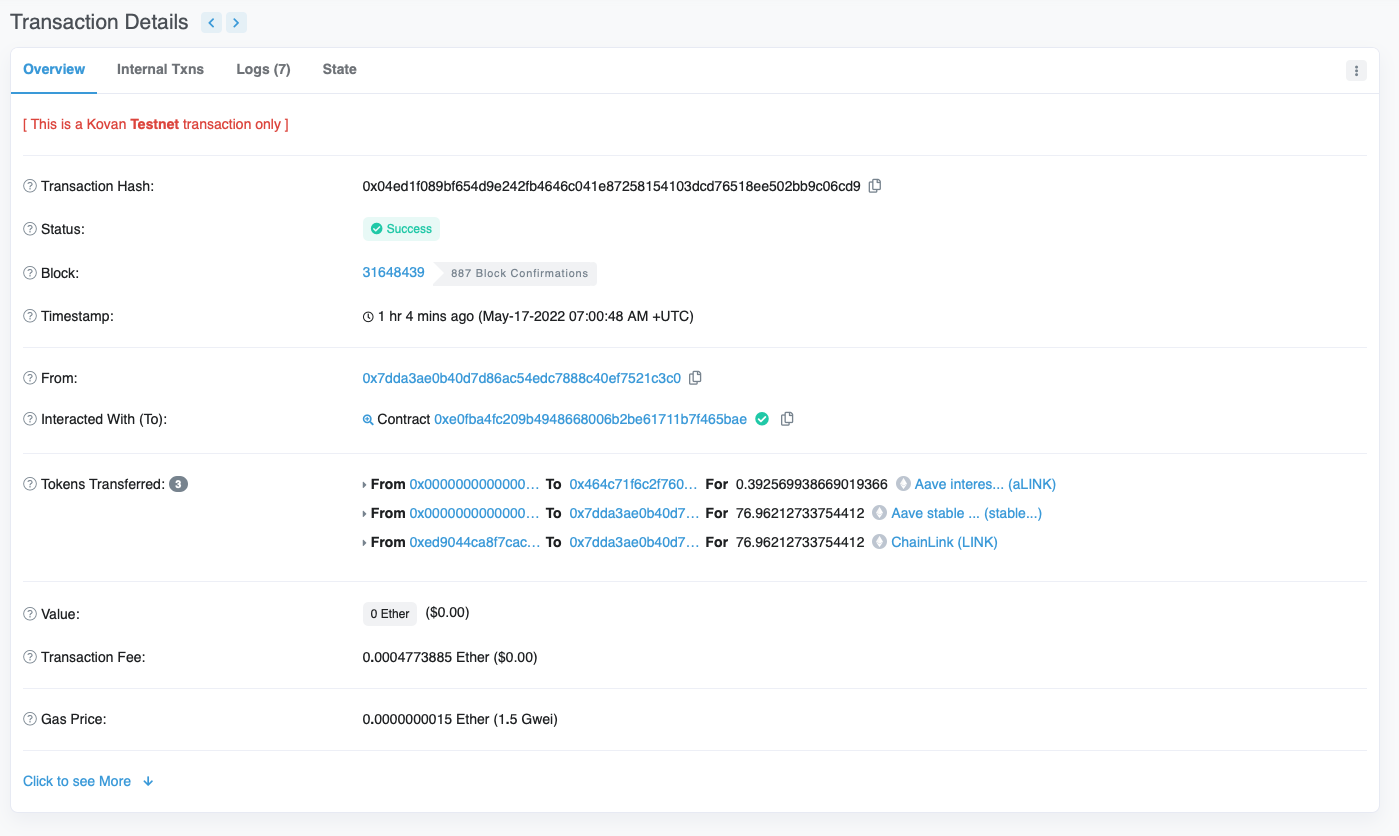 Transaction Details
Overview Internal Txns Logs (7) State
[ This is a Kovan Testnet transaction only ]
Transaction Hash: 0x04ed1f089bf654d9e242fb4646c041e87258154103dcd76518ee502bb9c06cd9
Status: Success
Block: 31648439 887 Block Confirmations
Timestamp: 1 hr 4 mins ago (May-17-2022 07:00:48 AM +UTC)
From: 0x7dda3ae0b40d7d86ac54edc7888c40ef7521c3c0
Interacted With (To): Contract 0xe0fba4fc209b4948668006b2be61711b7f465bae
Tokens Transferred: 3 From 0x0000000000000... To 0x464c71f6c2f760... For 0.392569938669019366 Aave interes... (aLINK)
From 0x0000000000000... To 0x7dda3ae0b40d7... For 76.96212733754412 Aave stable ... (stable...)
From 0xed9044ca8f7cac... To 0x7dda3ae0b40d7... For 76.96212733754412 ChainLink (LINK)
Value: 0 Ether ($0.00)
Transaction Fee: 0.0004773885 Ether ($0.00)
Gas Price: 0.0000000015 Ether (1.5 Gwei)
Click to see More